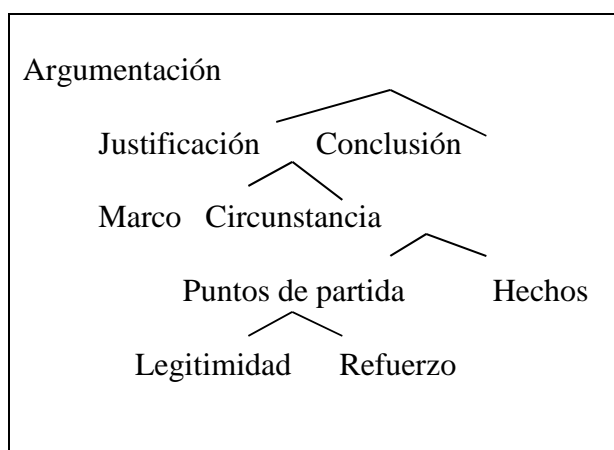 Argumentación
Justificación Conclusión
Marco Circunstancia
Puntos de partida Hechos
Legitimidad Refuerzo